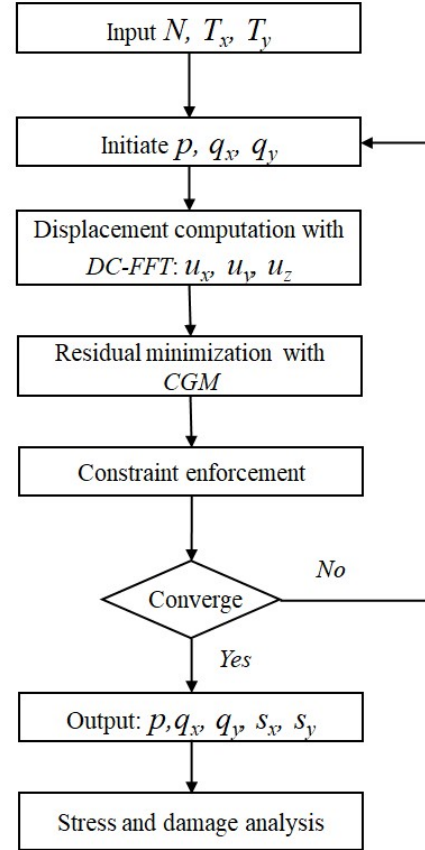 Input N, Tx, Ty
Initiate p, qx, qy
Displacement computation with
DC-FFT: ux, uy, uz
Residual minimization with
CGM
Constraint enforcement
Converge
No
Yes
Output: p,qx, qy, sx, sy
Stress and damage analysis